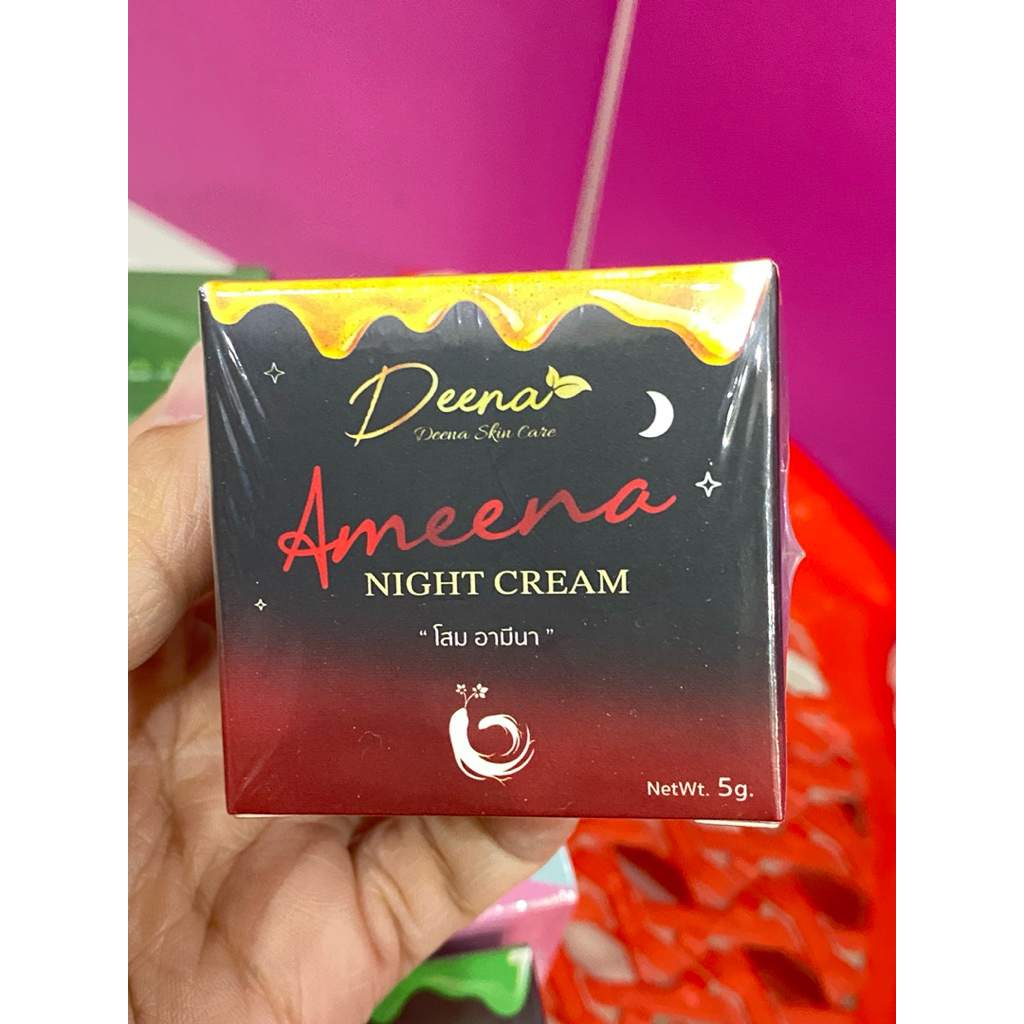 Deena
Deena Skin Care
Ameena
NIGHT CREAM
“ โสม อามีนา ”
NetWt. 5g.